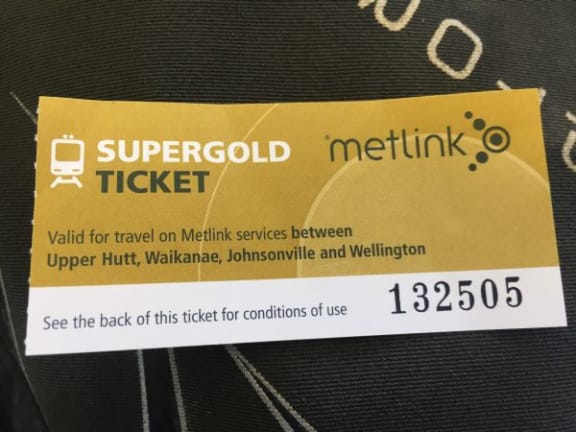 SUPERGOLD
TICKET
metlink
Valid for travel on Metlink services between
Upper Hutt, Waikanae, Johnsonville and Wellington
See the back of this ticket for conditions of use
132505